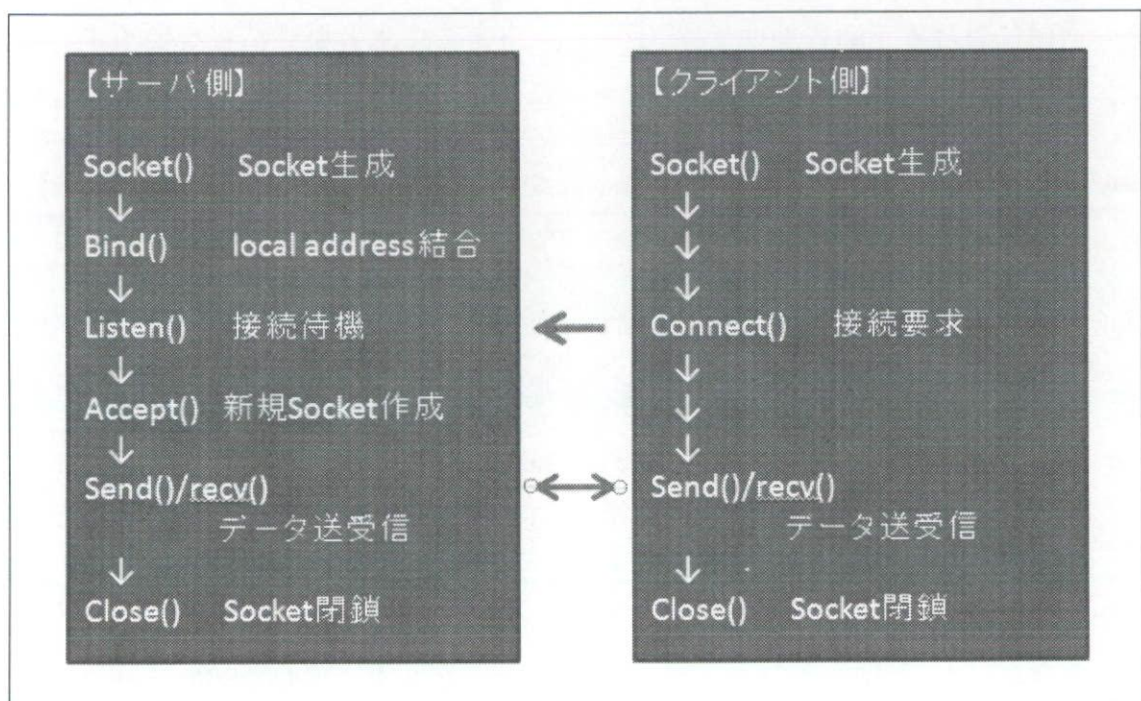 【サーバ側】
Socket() Socket生成
↓
Bind() local address結合
↓
Listen() 接続待機
↓
Accept() 新規Socket作成
↓
Send()/recv()
データ送受信
↓
Close() Socket閉鎖
【クライアント側】
Socket() Socket生成
↓
↓
↓
Connect() 接続要求
↓
↓
↓
Send()/recv()
データ送受信
↓
Close() Socket閉鎖